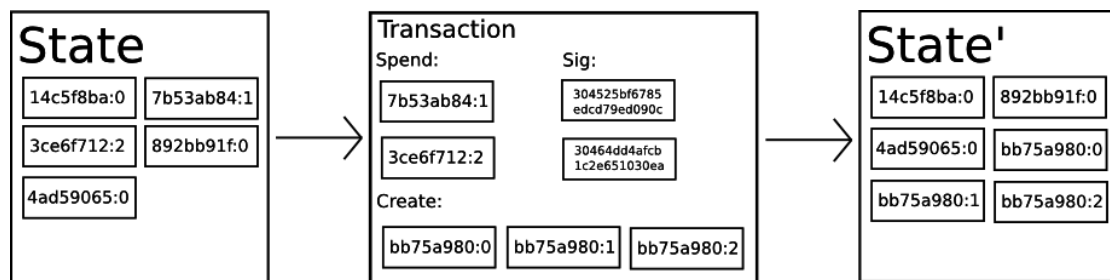 State
14c5f8ba:0 7b53ab84:1
3ce6f712:2 892bb91f:0
4ad59065:0
Transaction
Spend: Sig:
7b53ab84:1 304525bf6785
edcd79ed090c
3ce6f712:2 30464dd4afcb
1c2e651030ea
Create:
bb75a980:0 bb75a980:1 bb75a980:2
State'
14c5f8ba:0 892bb91f:0
4ad59065:0 bb75a980:0
bb75a980:1 bb75a980:2